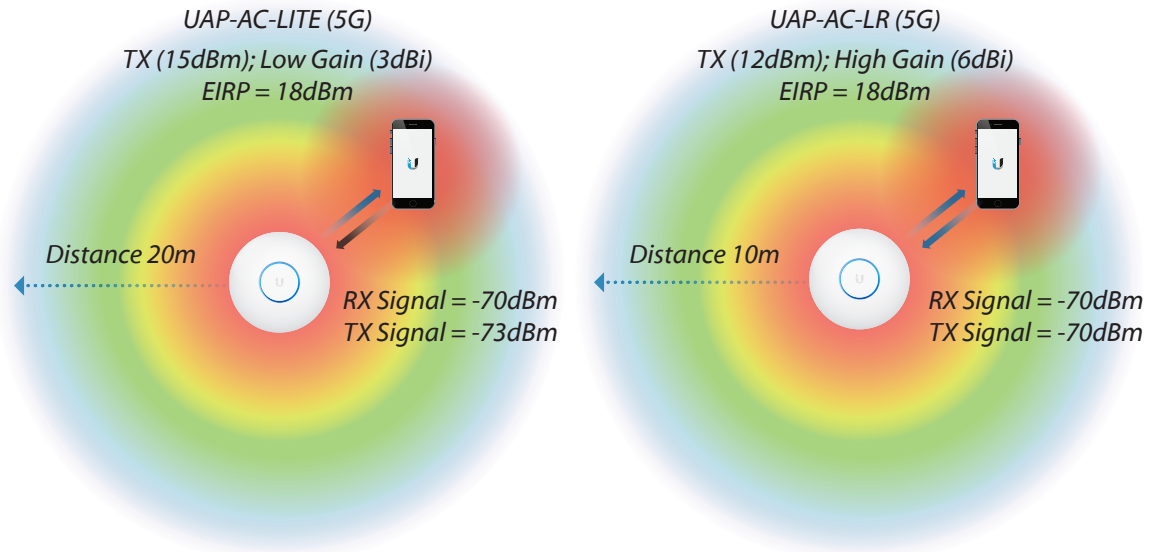 UAP-AC-LITE (5G)
TX (15dBm); Low Gain (3dBi)
EIRP = 18dBm
Distance 20m
RX Signal = -70dBm
TX Signal = -73dBm
UAP-AC-LR (5G)
TX (12dBm); High Gain (6dBi)
EIRP = 18dBm
Distance 10m
RX Signal = -70dBm
TX Signal = -70dBm